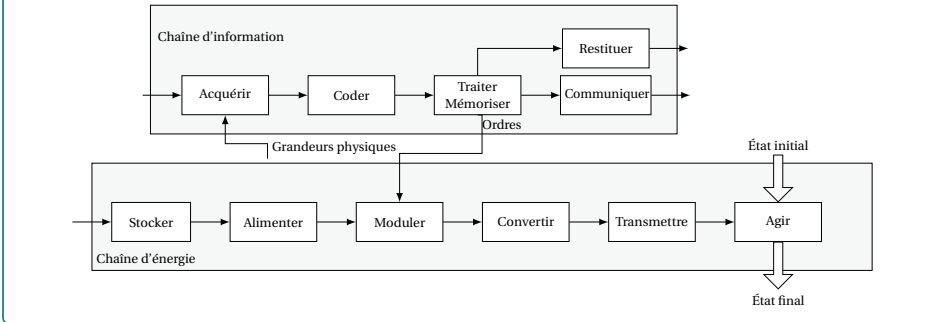 Chaîne d'information
Restituer
Acquérir
Coder
Traiter
Mémoriser
Communiquer
Ordres
Grandeurs physiques
État initial
Stocker
Alimenter
Moduler
Convertir
Transmettre
Agir
Chaîne d'énergie
État final